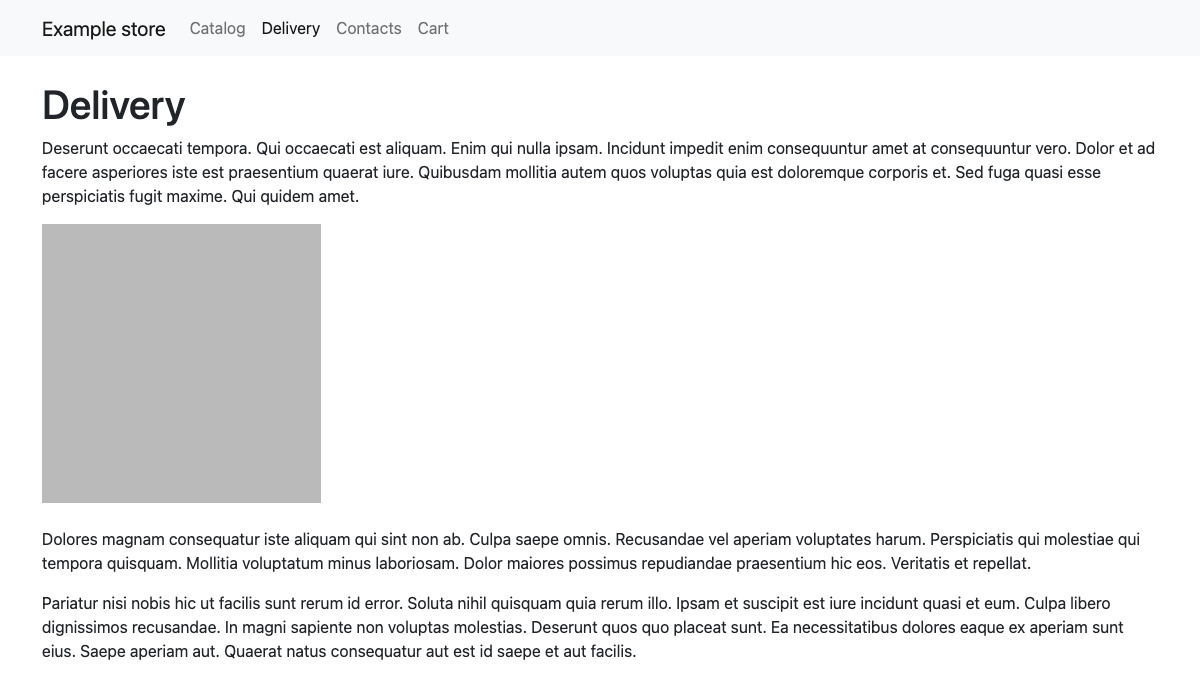 Example store Catalog Delivery Contacts Cart
Delivery
Deserunt occaecati tempora. Qui occaecati est aliquam. Enim qui nulla ipsam. Incidunt impedit enim consequuntur amet at consequuntur vero. Dolor et ad
facere asperiores iste est praesentium quaerat iure. Quibusdam mollitia autem quos voluptas quia est doloremque corporis et. Sed fuga quasi esse
perspiciatis fugit maxime. Qui quidem amet.
Dolores magnam consequatur iste aliquam qui sint non ab. Culpa saepe omnis. Recusandae vel aperiam voluptates harum. Perspiciatis qui molestiae qui
tempora quisquam. Mollitia voluptatum minus laboriosam. Dolor maiores possimus repudiandae praesentium hic eos. Veritatis et repellat.
Pariatur nisi nobis hic ut facilis sunt rerum id error. Soluta nihil quisquam quia rerum illo. Ipsam et suscipit est iure incidunt quasi et eum. Culpa libero
dignissimos recusandae. In magni sapiente non voluptas molestias. Deserunt quos quo placeat sunt. Ea necessitatibus dolores eaque ex aperiam sunt
eius. Saepe aperiam aut. Quaerat natus consequatur aut est id saepe et aut facilis.